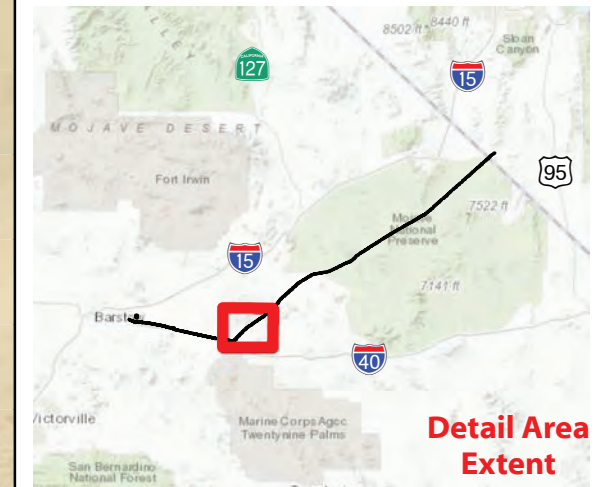 8502 ft
8440 ft
Sloan
Canyon
CALIFORNIA
127
15
MOJAVE DESERT
Fort Irwin
95
7522 ft
Mojave
National
Preserve
15
7141 ft
Barstow
40
Victorville
Marine Corps Agcc
Twentynine Palms
Detail Area
Extent
San Bernardino
National Forest